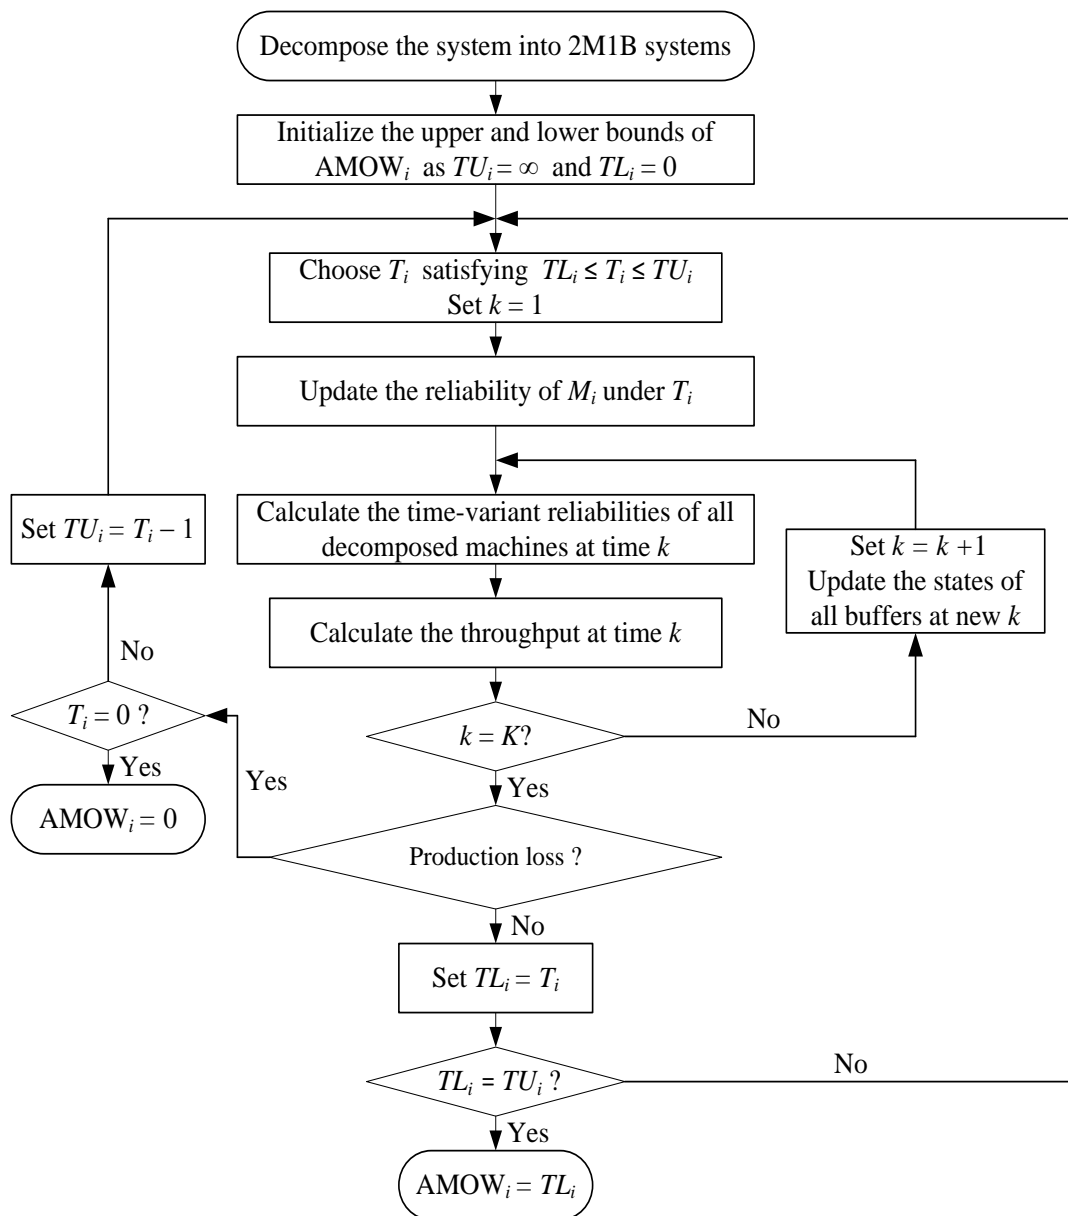 Decompose the system into 2M1B systems
Initialize the upper and lower bounds of
AMOWᵢ as TUᵢ = ∞ and TLᵢ = 0
Choose Tᵢ satisfying TLᵢ ≤ Tᵢ ≤ TUᵢ
Set k = 1
Update the reliability of Mᵢ under Tᵢ
Calculate the time-variant reliabilities of all
decomposed machines at time k
Set k = k +1
Update the states of
all buffers at new k
Set TUᵢ = Tᵢ − 1
Calculate the throughput at time k
No
Tᵢ = 0 ?
k = K?
No
Yes
Yes
Yes
AMOWᵢ = 0
Production loss ?
No
Set TLᵢ = Tᵢ
TLᵢ = TUᵢ ?
No
Yes
AMOWᵢ = TLᵢ